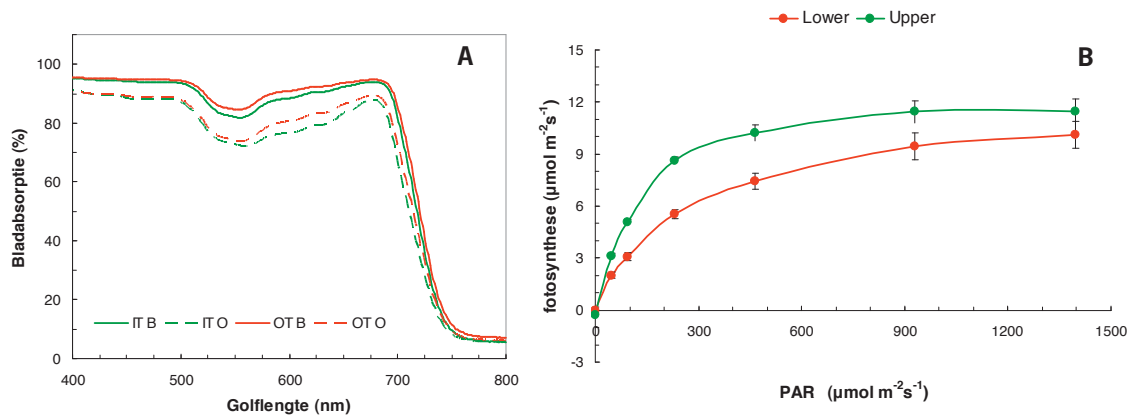 Lower Upper
A
B
Bladabsorptie (%)
100
80
60
40
20
0
IT B IT O OT B OT O
400 500 600 700 800
Golflengte (nm)
fotosynthese (µmol m-2s-1)
15
12
9
6
3
0
-3
0 300 600 900 1200 1500
PAR (µmol m-2s-1)